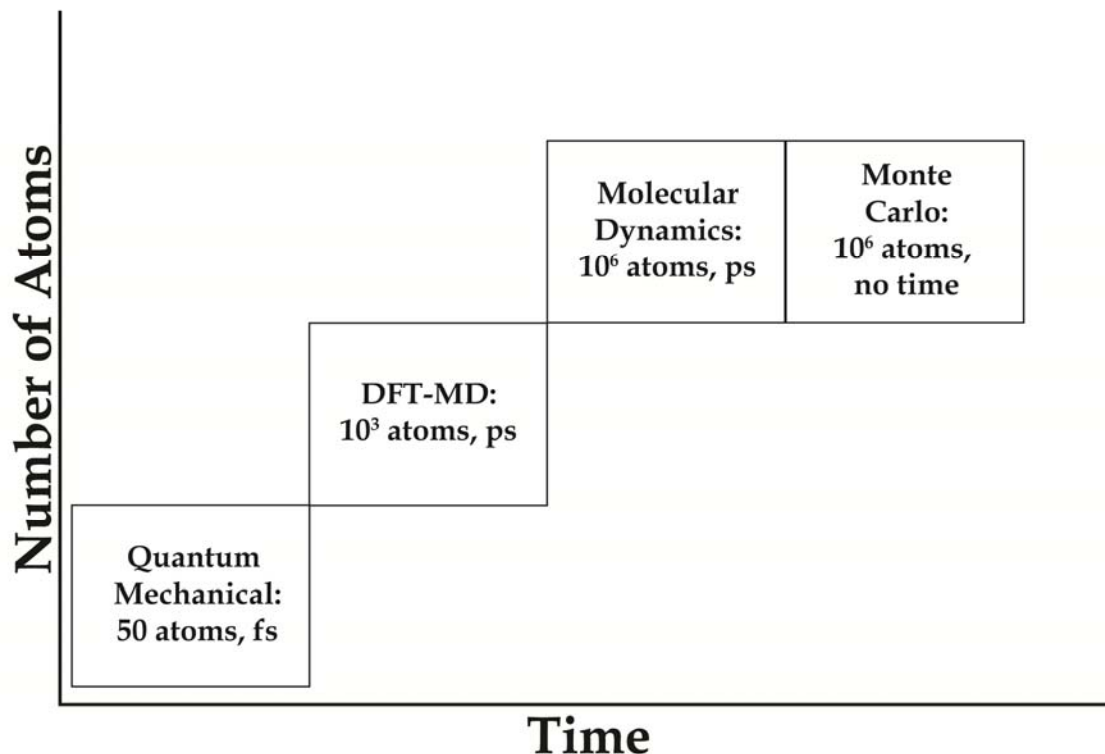 Number of Atoms
Molecular
Dynamics:
10⁶ atoms, ps
Monte
Carlo:
10⁶ atoms,
no time
DFT-MD:
10³ atoms, ps
Quantum
Mechanical:
50 atoms, fs
Time